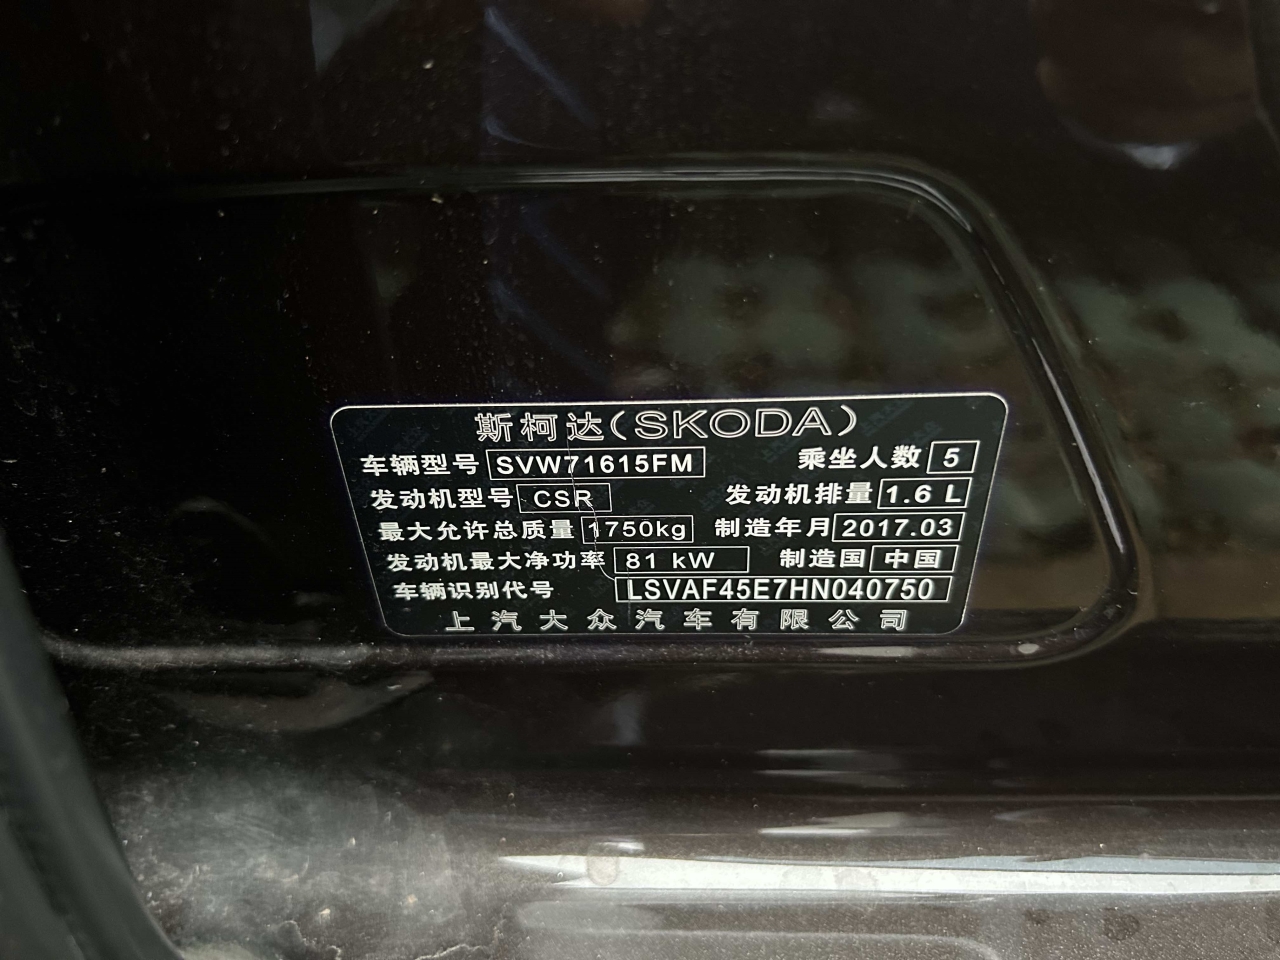 斯柯达(SKODA)
车辆型号 SVW71615FM 乘坐人数 5
发动机型号 CSR 发动机排量 1.6 L
最大允许总质量 1750kg 制造年月 2017.03
发动机最大净功率 81 kW 制造国 中国
车辆识别代号 LSVAF45E7HN040750
上汽大众汽车有限公司